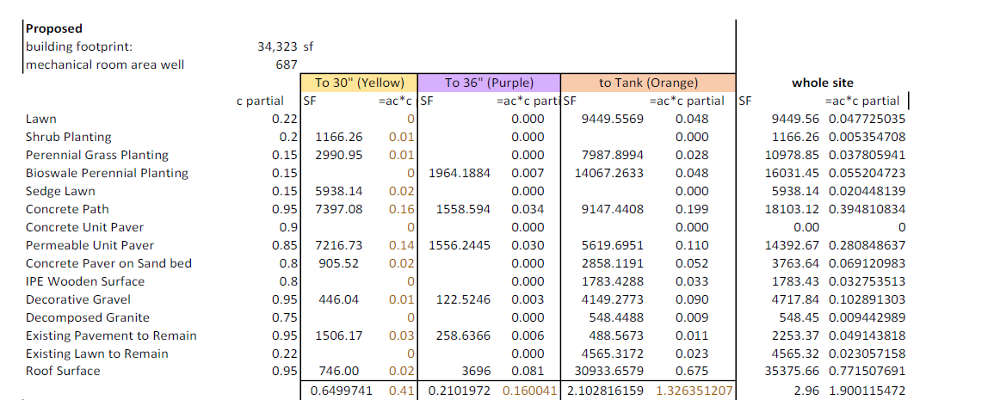 Proposed
building footprint: 34,323 sf
mechanical room area well 687
To 30" (Yellow) To 36" (Purple) to Tank (Orange) whole site
c partial SF =ac*c SF =ac*c parti SF =ac*c partial SF =ac*c partial
Lawn 0.22 0 0.000 9449.5569 0.048 9449.56 0.047725035
Shrub Planting 0.2 1166.26 0.01 0.000 0.000 1166.26 0.005354708
Perennial Grass Planting 0.15 2990.95 0.01 0.000 7987.8994 0.028 10978.85 0.037805941
Bioswale Perennial Planting 0.15 0 1964.1884 0.007 14067.2633 0.048 16031.45 0.055204723
Sedge Lawn 0.15 5938.14 0.02 0.000 0.000 5938.14 0.020448139
Concrete Path 0.95 7397.08 0.16 1558.594 0.034 9147.4408 0.199 18103.12 0.394810834
Concrete Unit Paver 0.9 0 0.000 0.000 0.00 0
Permeable Unit Paver 0.85 7216.73 0.14 1556.2445 0.030 5619.6951 0.110 14392.67 0.280848637
Concrete Paver on Sand bed 0.8 905.52 0.02 0.000 2858.1191 0.052 3763.64 0.069120983
IPE Wooden Surface 0.8 0 0.000 1783.4288 0.033 1783.43 0.032753513
Decorative Gravel 0.95 446.04 0.01 122.5246 0.003 4149.2773 0.090 4717.84 0.102891303
Decomposed Granite 0.75 0 0.000 548.4488 0.009 548.45 0.009442989
Existing Pavement to Remain 0.95 1506.17 0.03 258.6366 0.006 488.5673 0.011 2253.37 0.049143818
Existing Lawn to Remain 0.22 0 0.000 4565.3172 0.023 4565.32 0.023057158
Roof Surface 0.95 746.00 0.02 3696 0.081 30933.6579 0.675 35375.66 0.771507691
0.6499741 0.41 0.2101972 0.160041 2.102816159 1.326351207 2.96 1.900115472